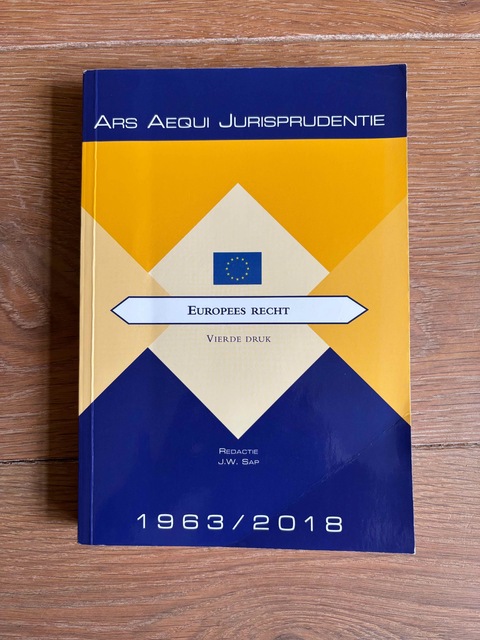 Ars Aequi Jurisprudentie
Europees recht
Vierde druk
Redactie
J.W. Sap
1963/2018